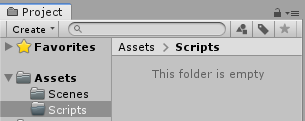 Project
Create
Favorites
Assets > Scripts
This folder is empty
Assets
Scenes
Scripts